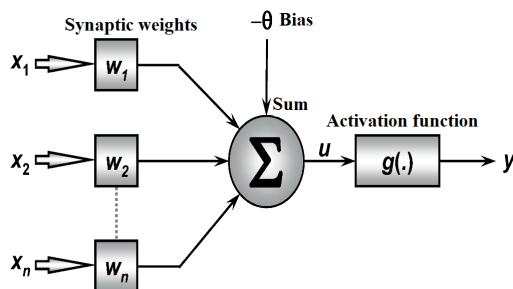 Synaptic weights
−θ Bias
x1
w1
Sum
Activation function
x2
w2
Σ
u
g(.)
y
xn
wn